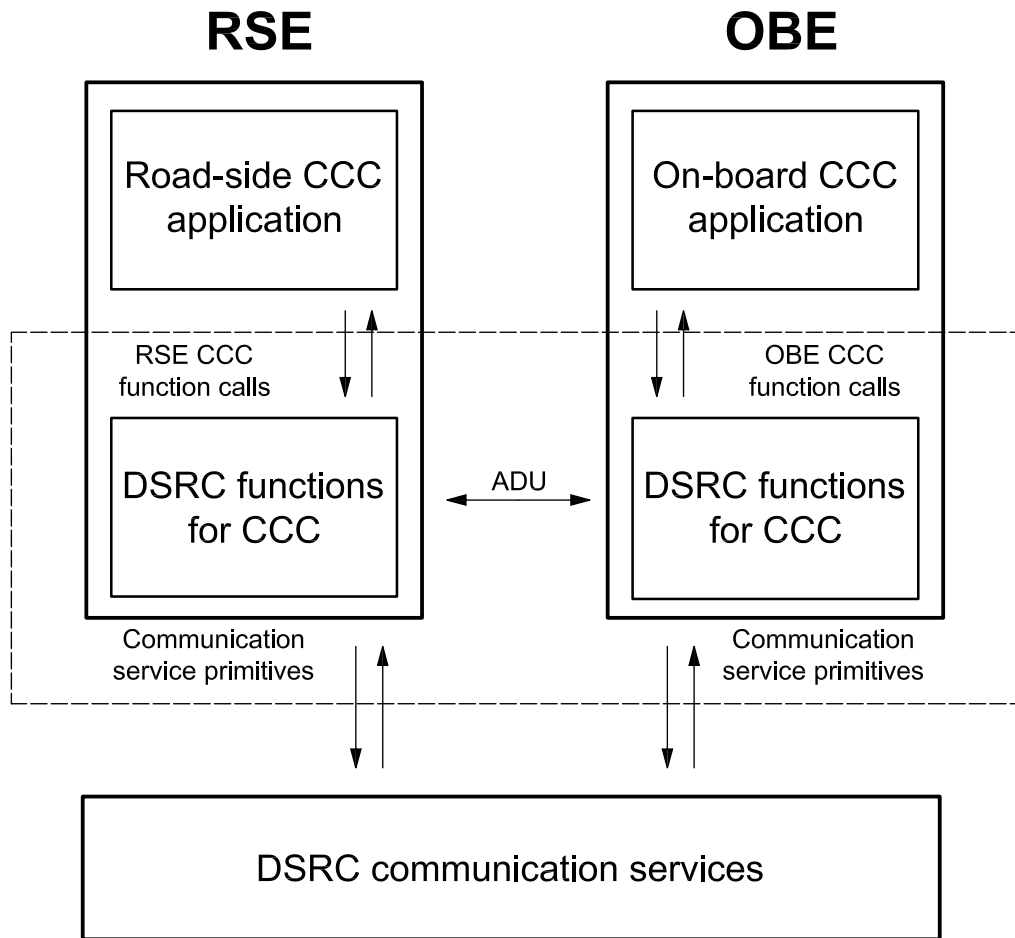 RSE
OBE
Road-side CCC
application
On-board CCC
application
RSE CCC
function calls
OBE CCC
function calls
DSRC functions
for CCC
ADU
DSRC functions
for CCC
Communication
service primitives
Communication
service primitives
DSRC communication services